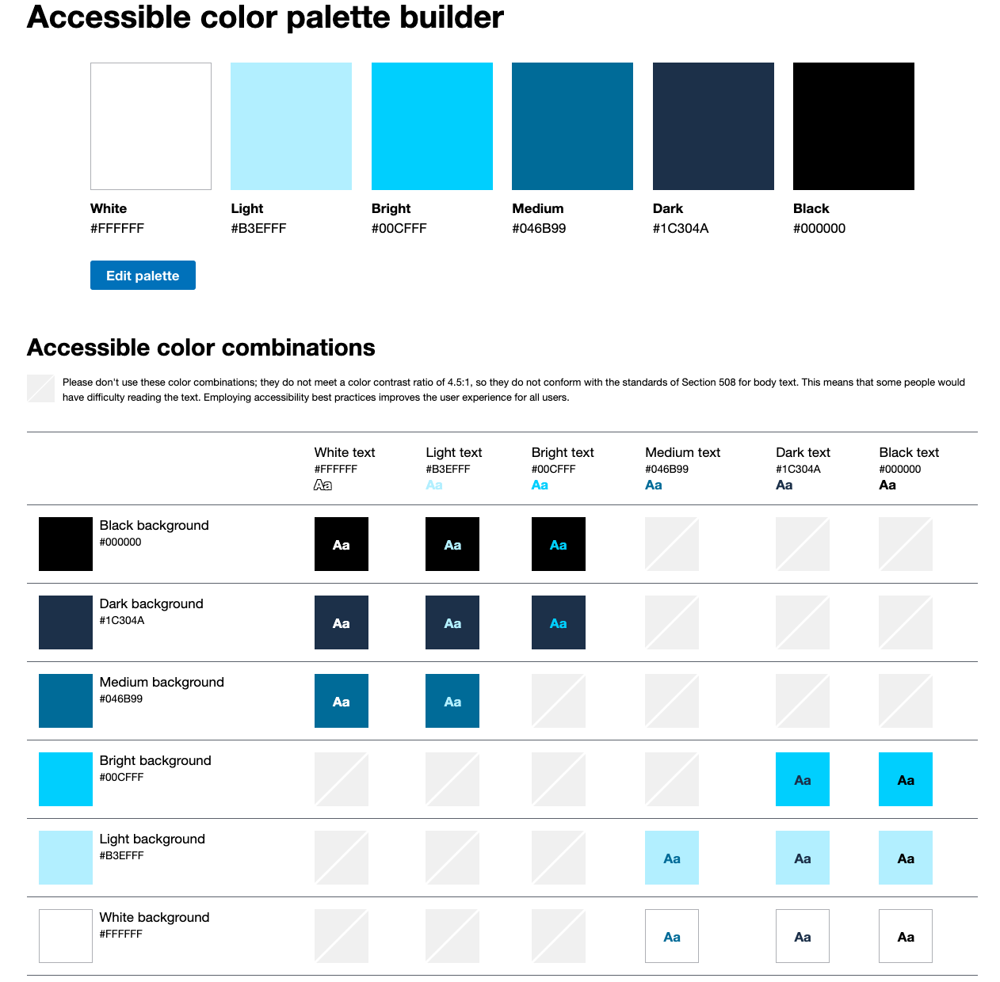 Accessible color palette builder
White Light Bright Medium Dark Black
#FFFFFF #B3EFFF #00CFFF #046B99 #1C304A #000000
Edit palette
Accessible color combinations
Please don't use these color combinations; they do not meet a color contrast ratio of 4.5:1, so they do not conform with the standards of Section 508 for body text. This means that some people would
have difficulty reading the text. Employing accessibility best practices improves the user experience for all users.
White text Light text Bright text Medium text Dark text Black text
#FFFFFF #B3EFFF #00CFFF #046B99 #1C304A #000000
Aa Aa Aa Aa Aa Aa
Black background
#000000
Aa Aa Aa
Dark background
#1C304A
Aa Aa Aa
Medium background
#046B99
Aa Aa
Bright background
#00CFFF
Aa Aa
Light background
#B3EFFF
Aa Aa Aa
White background
#FFFFFF
Aa Aa Aa